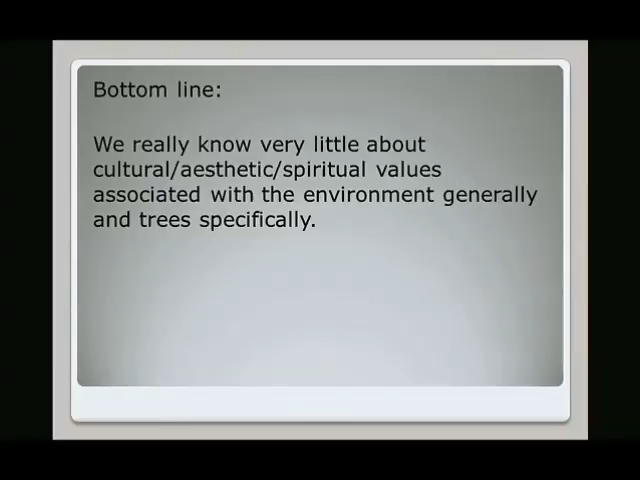 Bottom line:
We really know very little about
cultural/aesthetic/spiritual values
associated with the environment generally
and trees specifically.